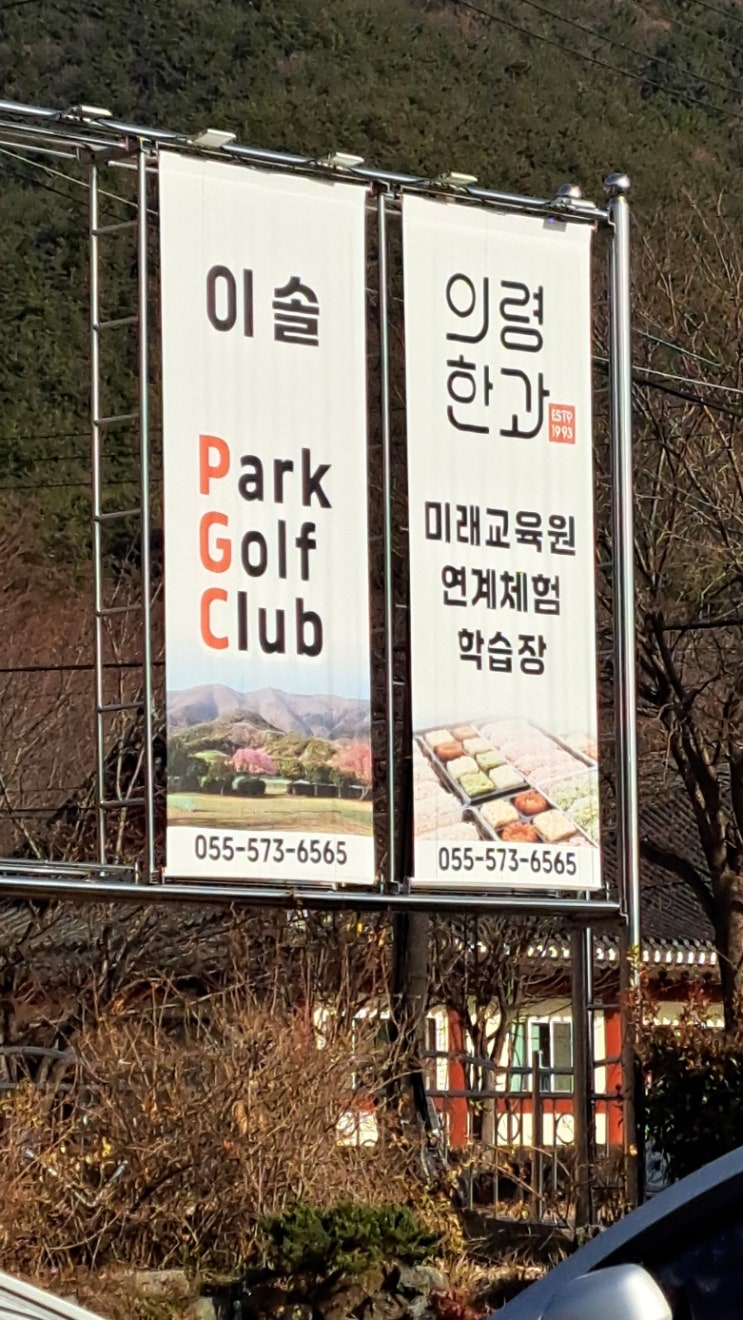 이솔
Park
Golf
Club
055-573-6565
의령
한과
ESTD
1993
미래교육원
연계체험
학습장
055-573-6565